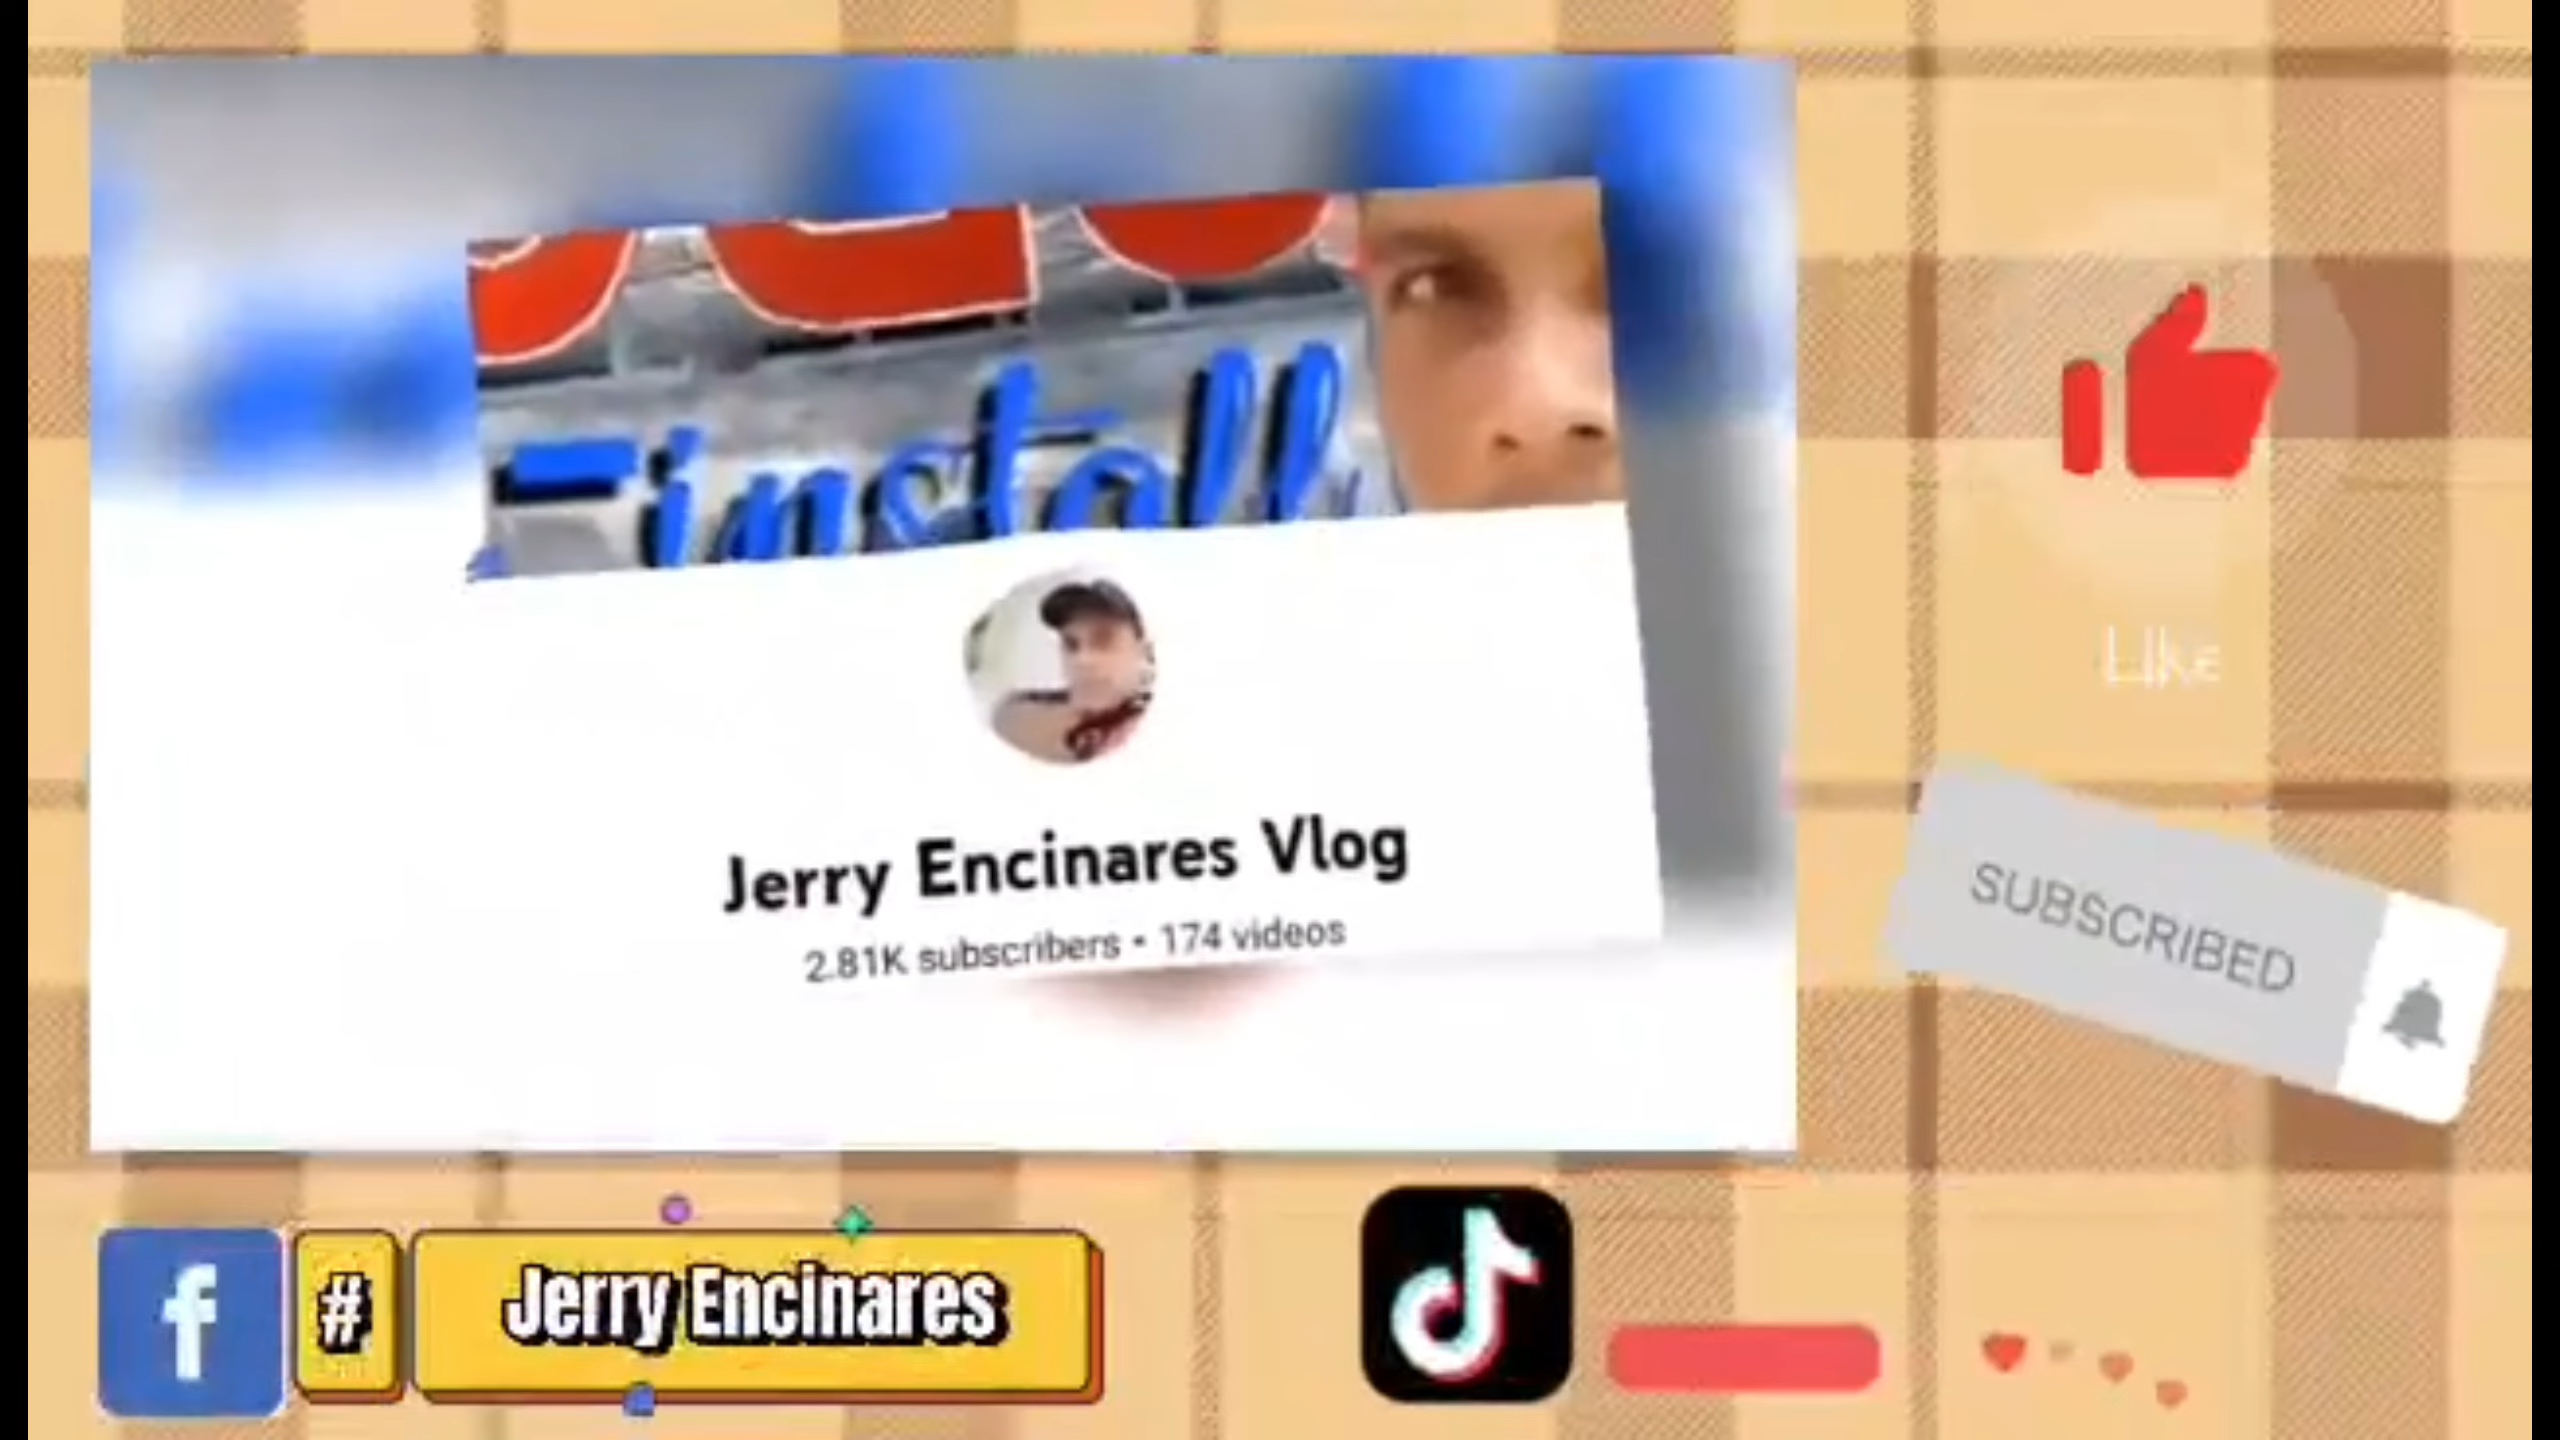 install
Jerry Encinares Vlog
2.81K subscribers • 174 videos
Like
SUBSCRIBED
f
# Jerry Encinares